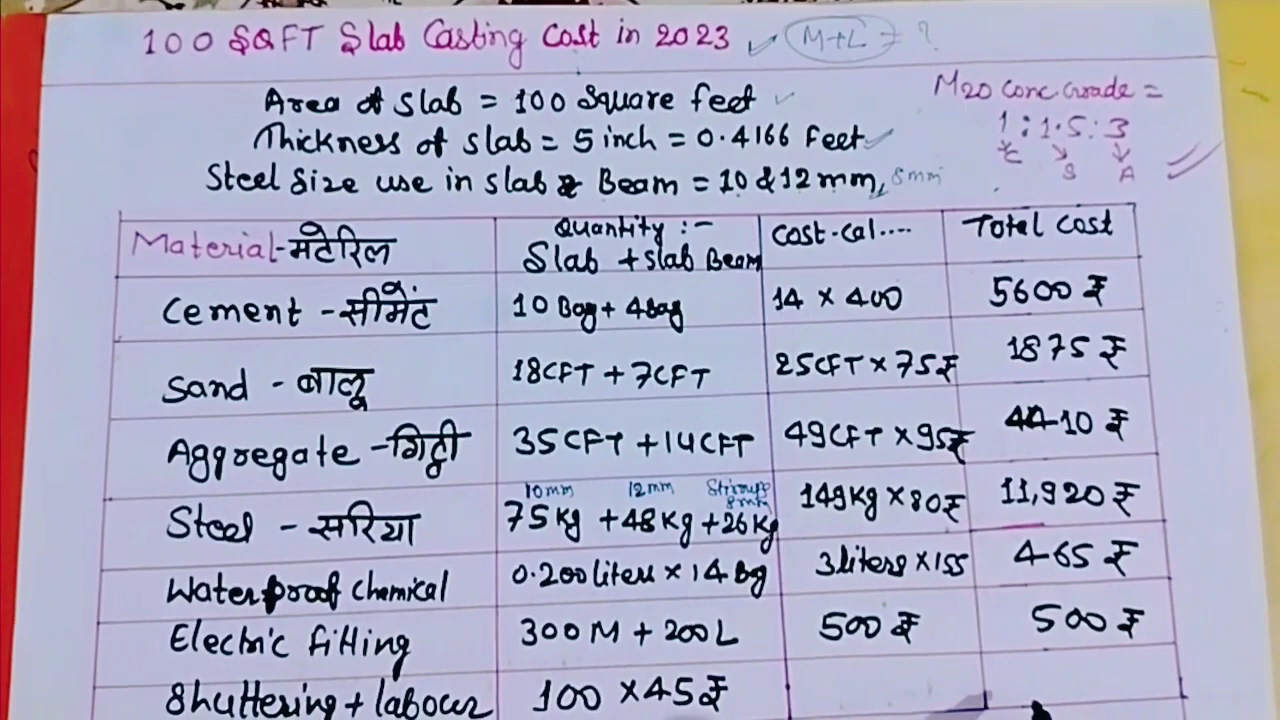 100 SQFT Slab Casting Cost in 2023 M+L = ?
Area of Slab = 100 Square feet
Thickness of slab = 5 inch = 0.4166 Feet
Steel Size use in slab & Beam = 10 & 12 mm, 8mm
M20 Conc Grade =
1 : 1.5 : 3
C S A
Material-मटेरिल Quantity :- Slab + Slab Beam Cost-cal.... Total Cost
Cement - सीमेंट 10 Bag + 4 Bag 14 × 400 5600 ₹
Sand - बालू 18CFT + 7CFT 25CFT × 75₹ 1875 ₹
Aggregate - गिट्टी 35CFT + 14CFT 49CFT × 95₹ 4410 ₹
10mm 12mm Stirrups 8mm
Steel - सरिया 75Kg + 48Kg + 26Kg 149Kg × 80₹ 11,920 ₹
Waterproof Chemical 0.200 liters × 14 Bag 3 liters × 155 465 ₹
Electric fitting 300M + 200L 500 ₹ 500 ₹
Shuttering + labour 100 × 45 ₹